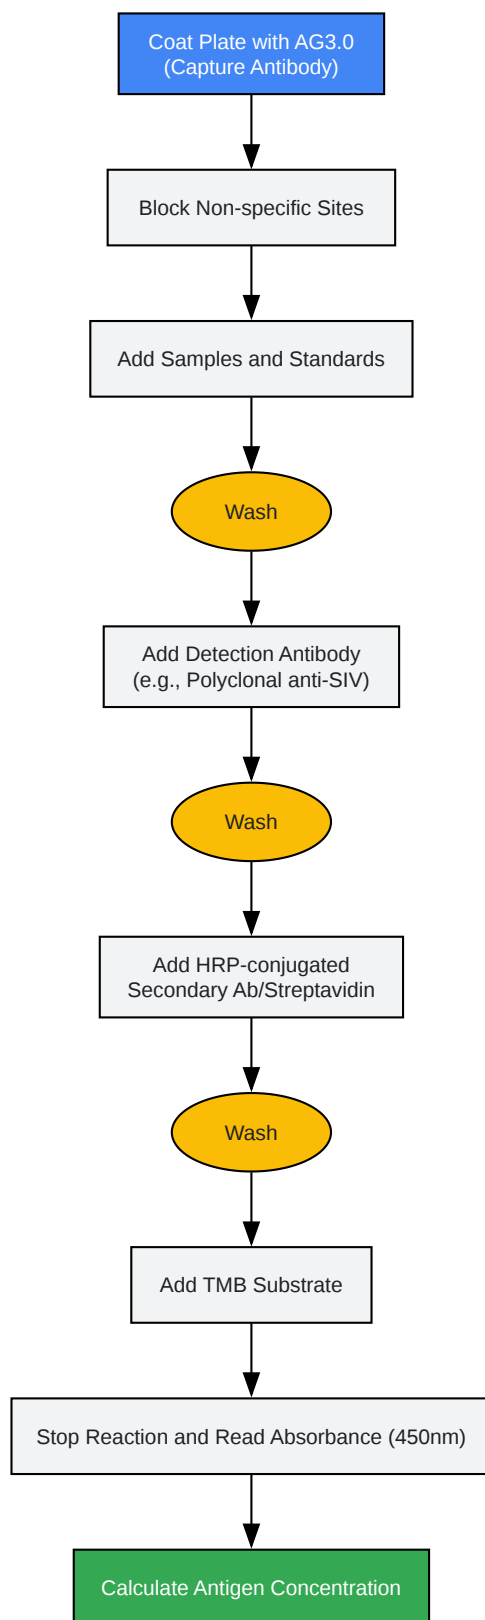 Coat Plate with AG3.0
(Capture Antibody)
Block Non-specific Sites
Add Samples and Standards
Wash
Add Detection Antibody
(e.g., Polyclonal anti-SIV)
Wash
Add HRP-conjugated
Secondary Ab/Streptavidin
Wash
Add TMB Substrate
Stop Reaction and Read Absorbance (450nm)
Calculate Antigen Concentration